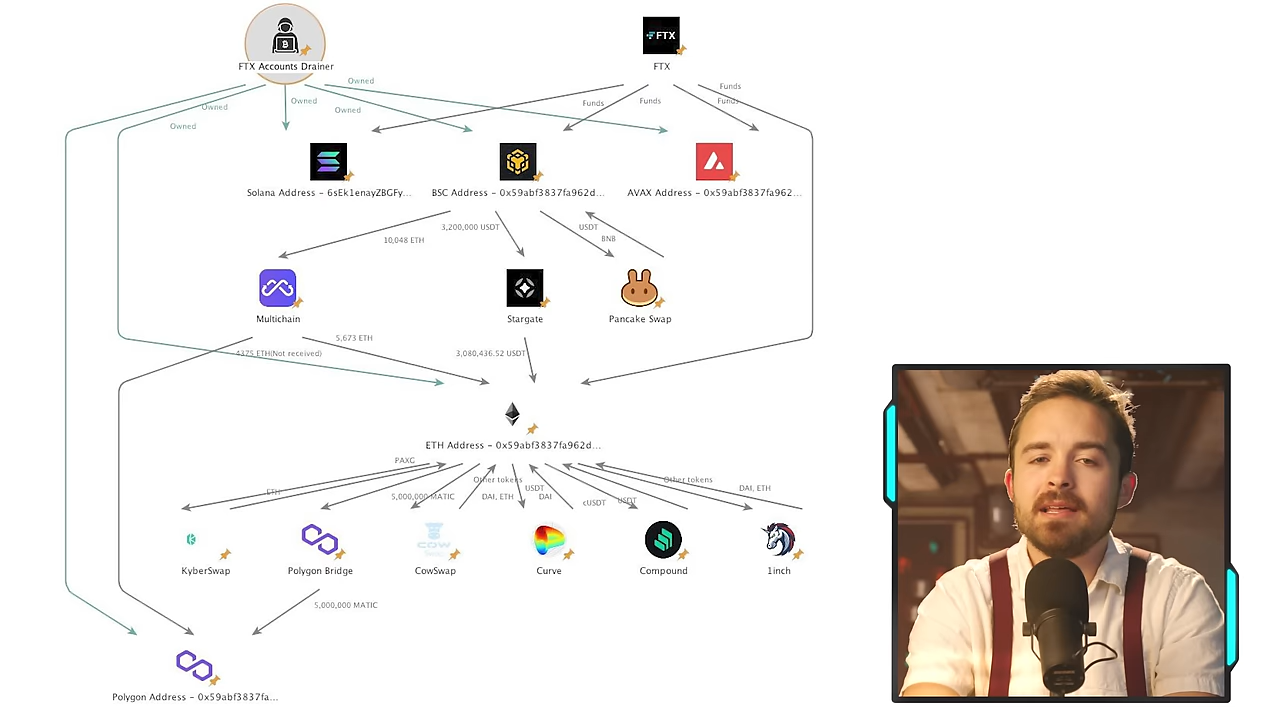 FTX
FTX Accounts Drainer
FTX
Owned
Owned
Owned
Owned
Owned
Funds
Funds
Funds
Funds
Solana Address - 6sEk1enayZBGFy...
BSC Address - 0x59abf3837fa962d...
AVAX Address - 0x59abf3837fa962...
10,048 ETH
3,200,000 USDT
USDT
BNB
Multichain
Stargate
Pancake Swap
5,673 ETH
4375 ETH(Not received)
3,080,436.52 USDT
ETH Address - 0x59abf3837fa962d...
PAXG
ETH
5,000,000 MATIC
Other tokens
DAI, ETH
USDT
DAI
cUSDT
USDT
Other tokens
DAI, ETH
COW
KyberSwap
Polygon Bridge
CowSwap
Curve
Compound
1inch
5,000,000 MATIC
Polygon Address - 0x59abf3837fa...